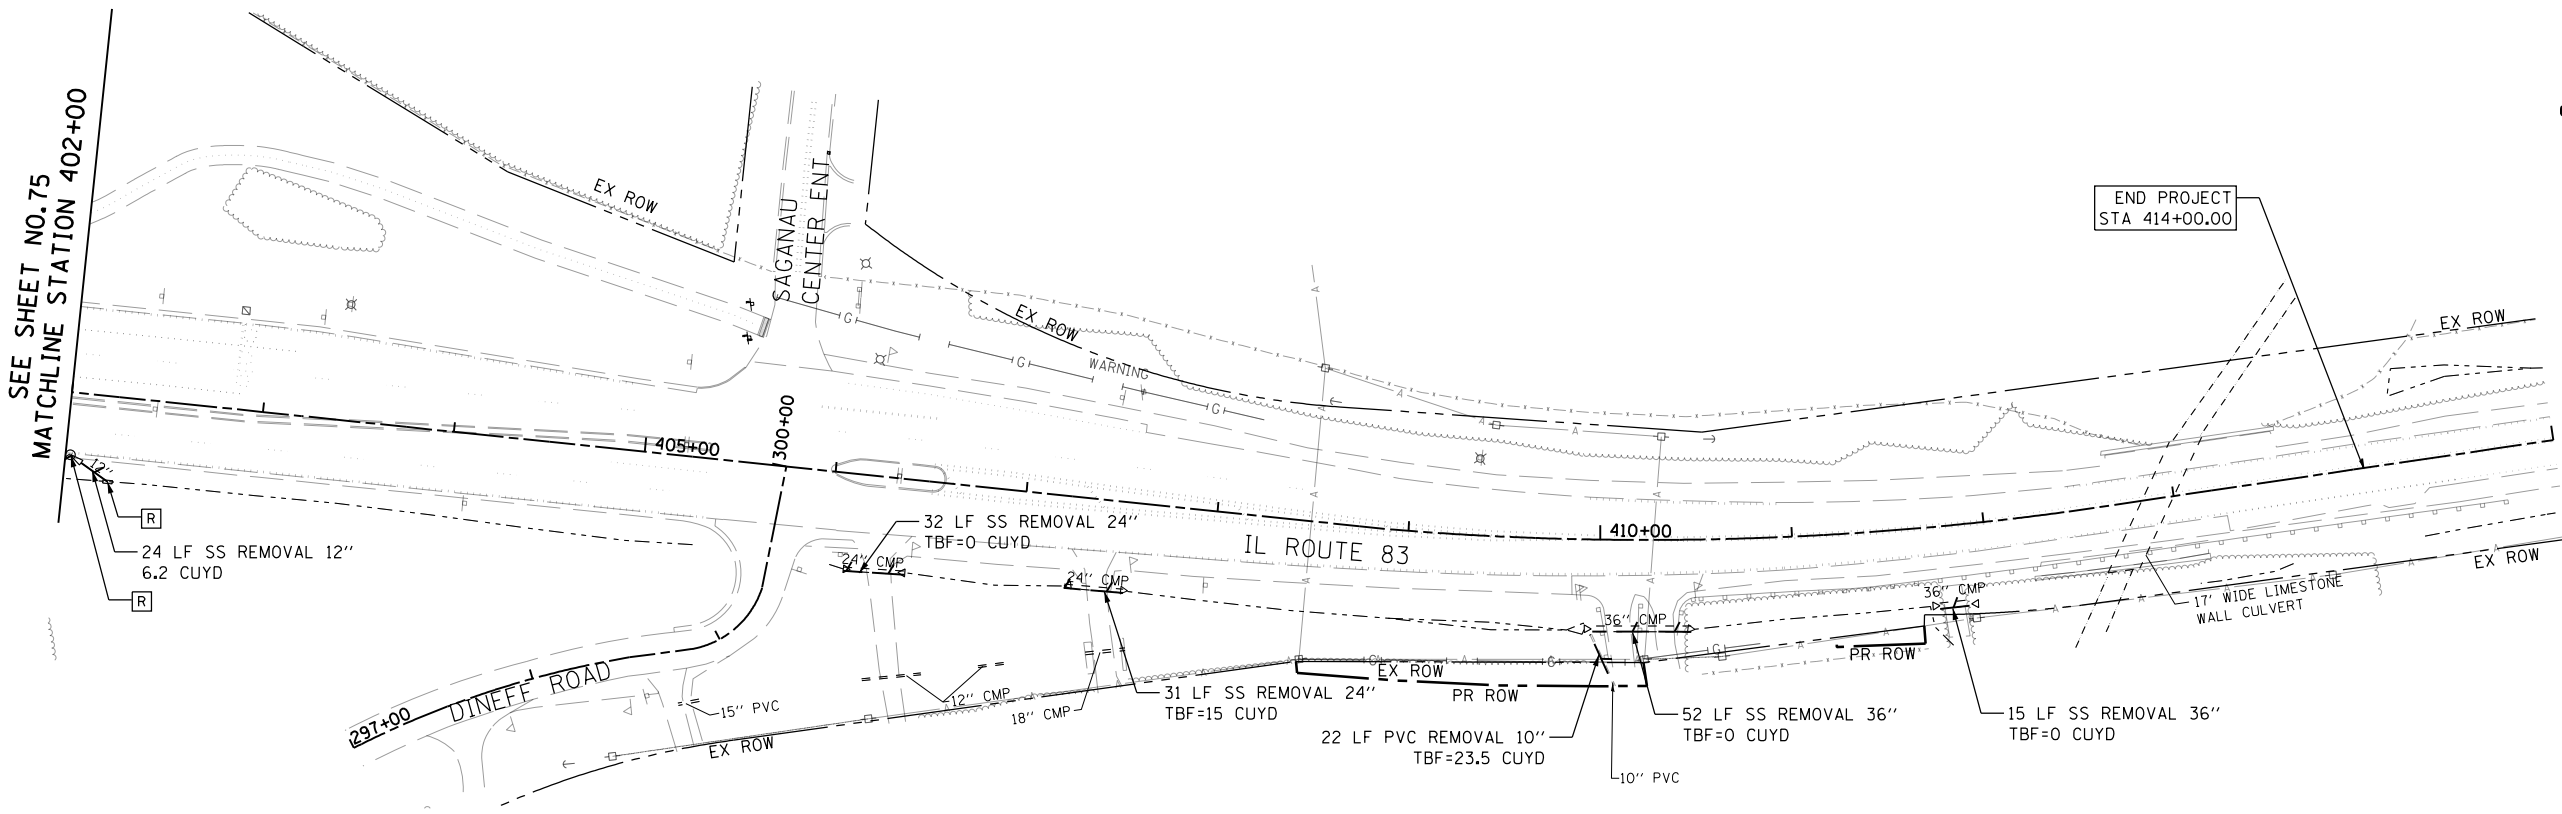 SEE SHEET NO.75
MATCHLINE STATION 402+00
EX ROW
SAGANAU
CENTER ENT.
END PROJECT
STA 414+00.00
EX ROW
EX ROW
G
G
WARNING
G
12''
405+00
300+00
R
24 LF SS REMOVAL 12''
6.2 CUYD
R
32 LF SS REMOVAL 24''
TBF=0 CUYD
24'' CMP
24'' CMP
IL ROUTE 83
410+00
36'' CMP
36'' CMP
17' WIDE LIMESTONE
WALL CULVERT
EX ROW
297+00
DINEFF ROAD
15'' PVC
12'' CMP
18'' CMP
EX ROW
31 LF SS REMOVAL 24''
TBF=15 CUYD
EX ROW
PR ROW
PR ROW
22 LF PVC REMOVAL 10''
TBF=23.5 CUYD
10'' PVC
52 LF SS REMOVAL 36''
TBF=0 CUYD
15 LF SS REMOVAL 36''
TBF=0 CUYD